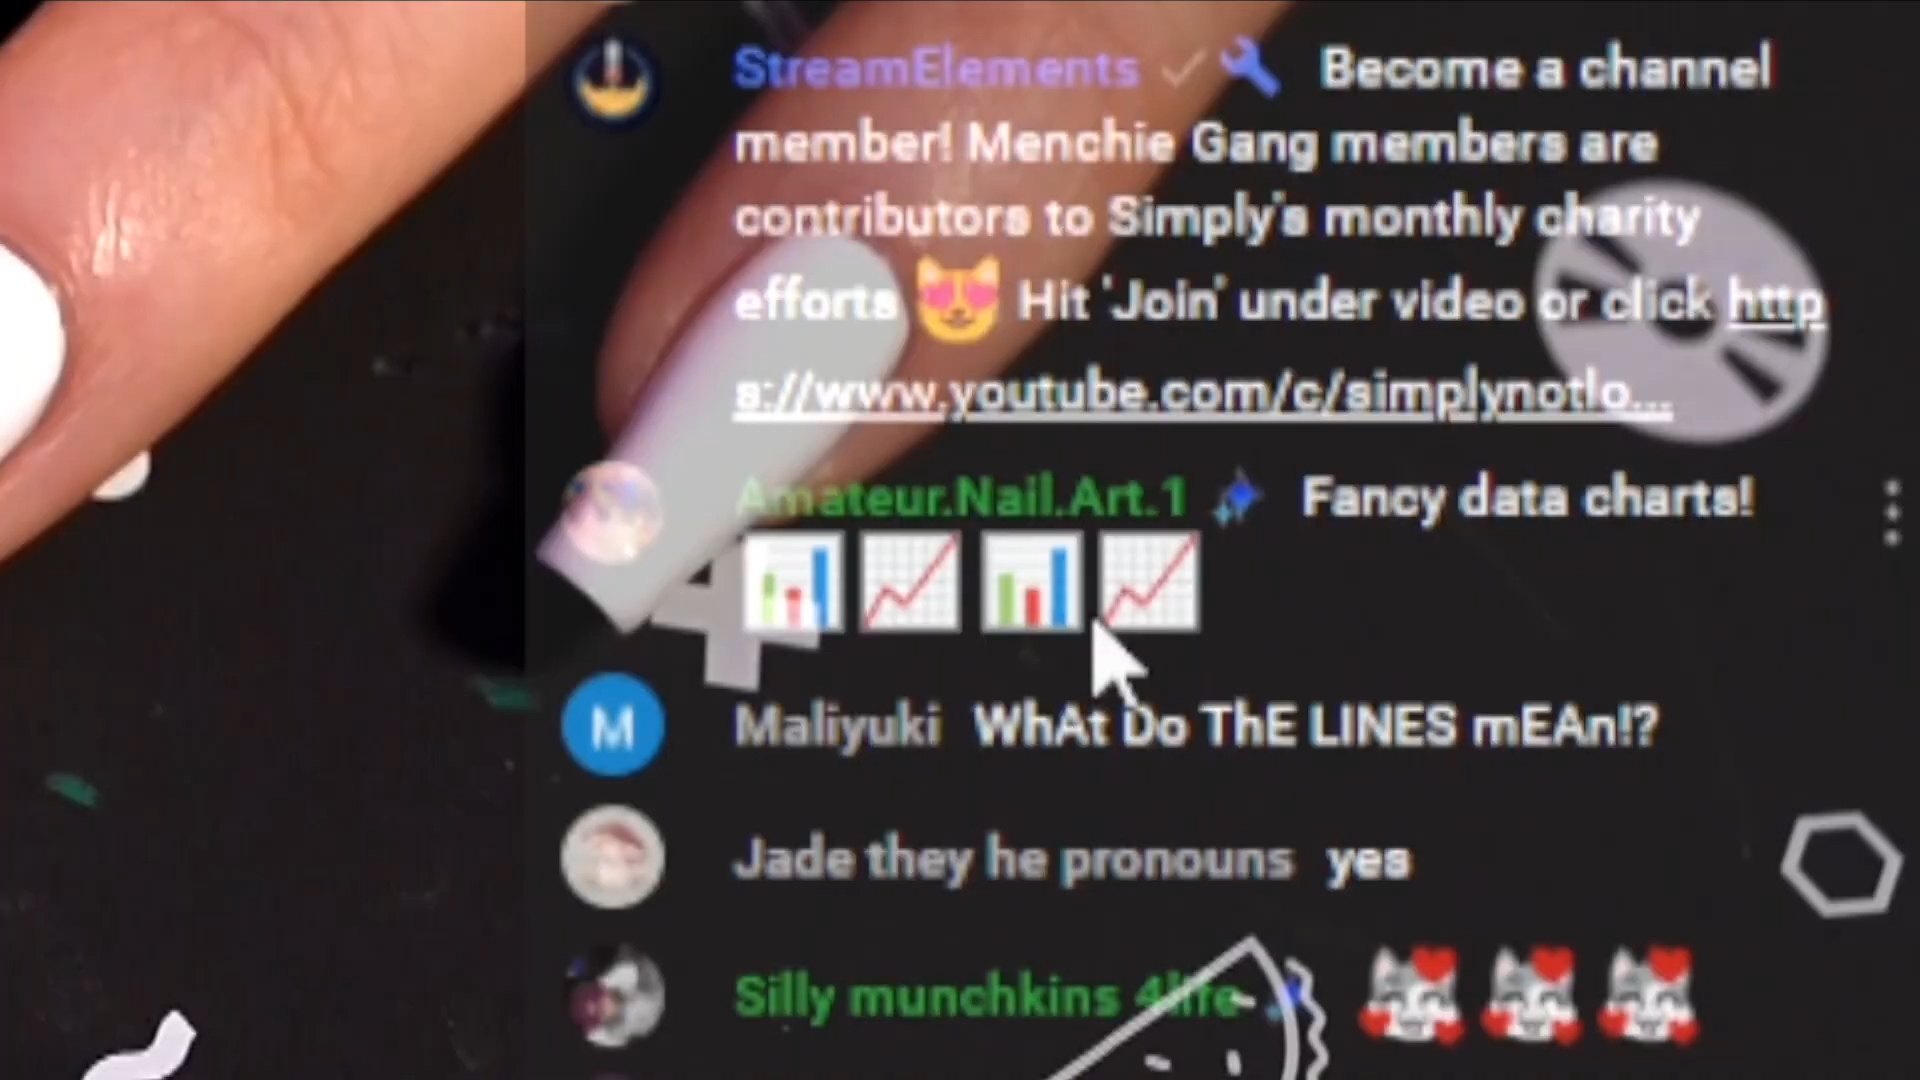 StreamElements Become a channel
member! Menchie Gang members are
contributors to Simply's monthly charity
efforts Hit 'Join' under video or click http
s://www.youtube.com/c/simplynotlo...
Amateur.Nail.Art.1 Fancy data charts!
4
M Maliyuki WhAt Do ThE LINES mEAn!?
Jade they he pronouns yes
Silly munchkins 4life